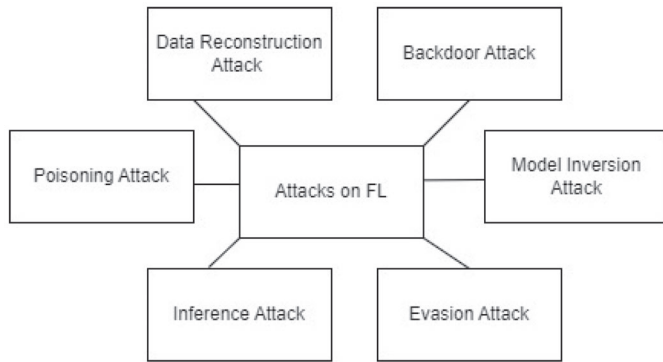 Data Reconstruction
Attack
Backdoor Attack
Poisoning Attack
Attacks on FL
Model Inversion
Attack
Inference Attack
Evasion Attack